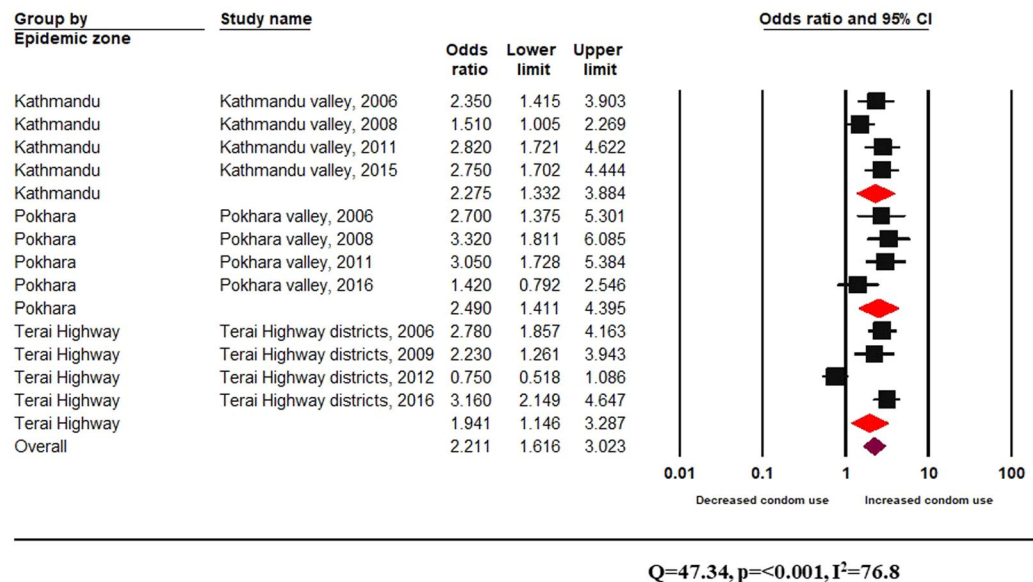 Group by Study name Odds ratio and 95% CI
Epidemic zone
Odds Lower Upper
ratio limit limit
Kathmandu Kathmandu valley, 2006 2.350 1.415 3.903
Kathmandu Kathmandu valley, 2008 1.510 1.005 2.269
Kathmandu Kathmandu valley, 2011 2.820 1.721 4.622
Kathmandu Kathmandu valley, 2015 2.750 1.702 4.444
Kathmandu 2.275 1.332 3.884
Pokhara Pokhara valley, 2006 2.700 1.375 5.301
Pokhara Pokhara valley, 2008 3.320 1.811 6.085
Pokhara Pokhara valley, 2011 3.050 1.728 5.384
Pokhara Pokhara valley, 2016 1.420 0.792 2.546
Pokhara 2.490 1.411 4.395
Terai Highway Terai Highway districts, 2006 2.780 1.857 4.163
Terai Highway Terai Highway districts, 2009 2.230 1.261 3.943
Terai Highway Terai Highway districts, 2012 0.750 0.518 1.086
Terai Highway Terai Highway districts, 2016 3.160 2.149 4.647
Terai Highway 1.941 1.146 3.287
Overall 2.211 1.616 3.023
0.01 0.1 1 10 100
Decreased condom use Increased condom use
Q=47.34, p=<0.001, I²=76.8